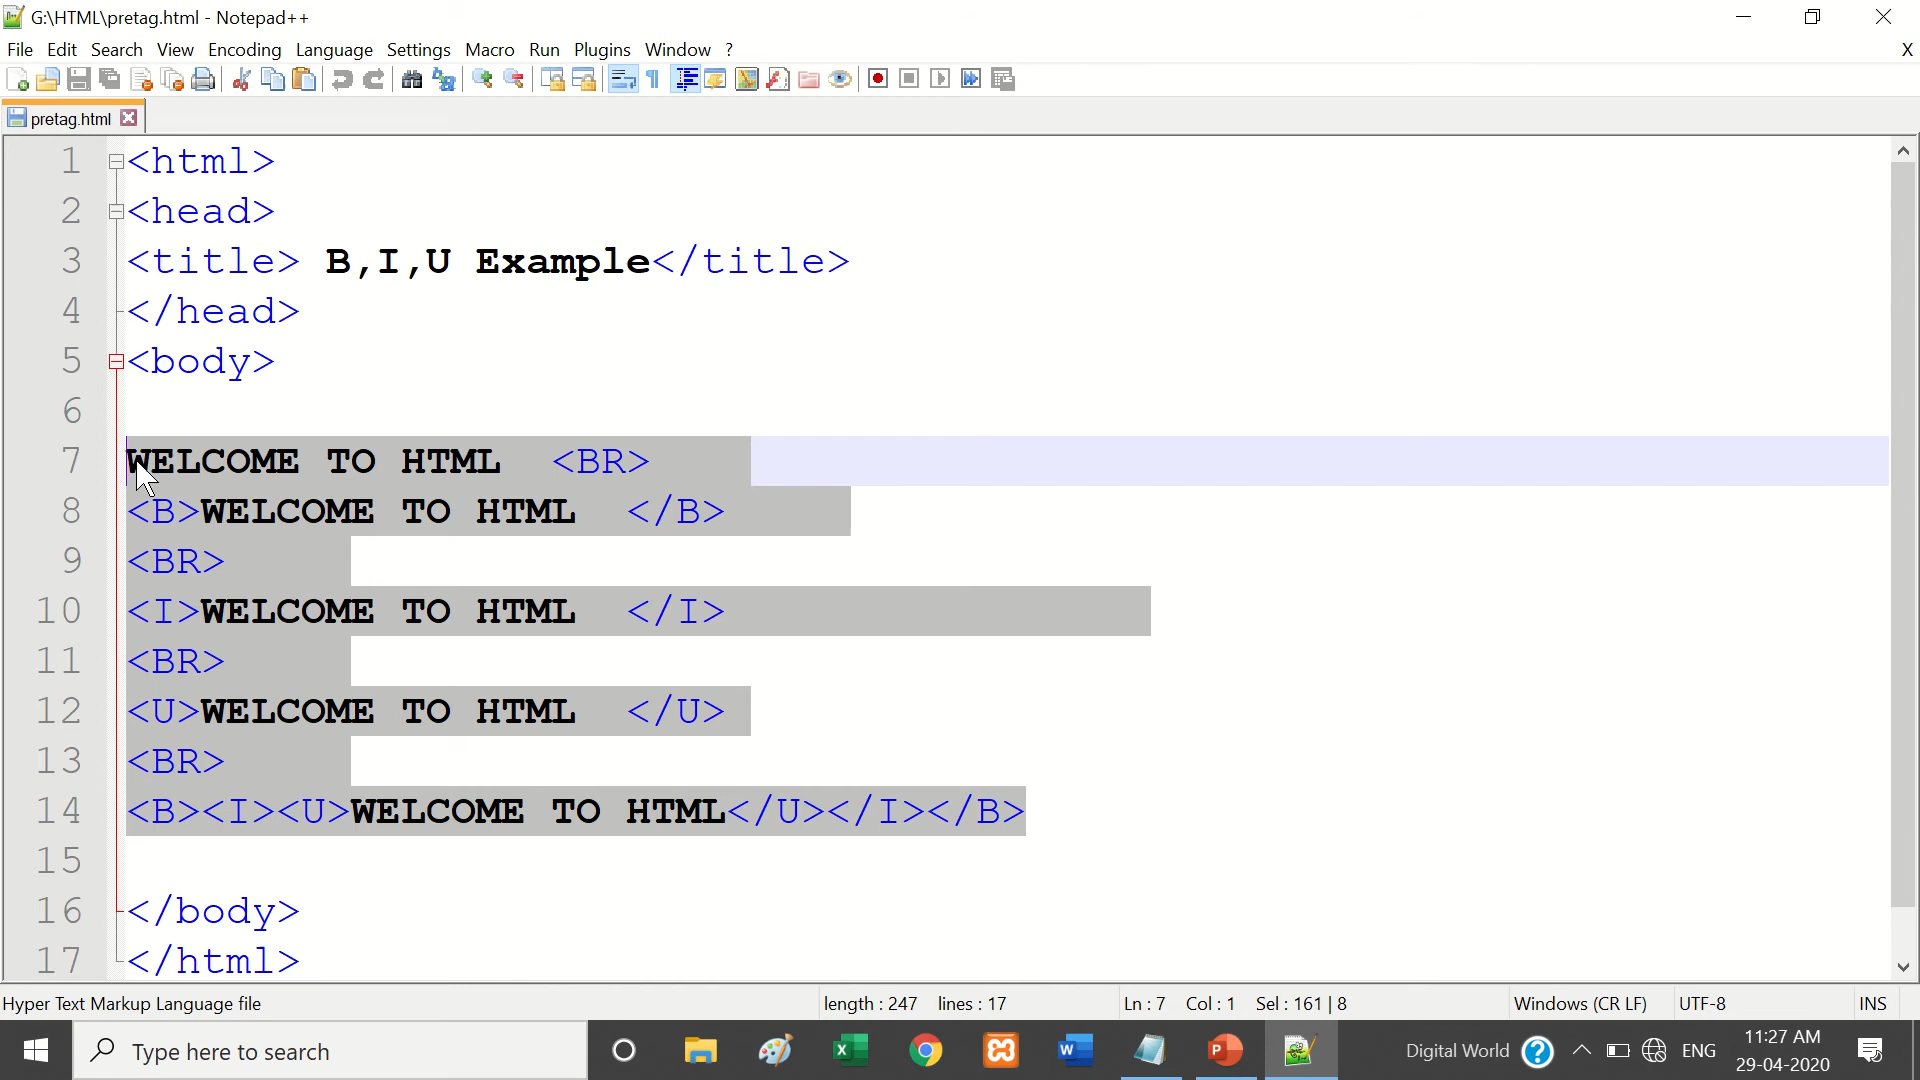 G:\HTML\pretag.html - Notepad++
File Edit Search View Encoding Language Settings Macro Run Plugins Window ? X
pretag.html
1 <html>
2 <head>
3 <title> B,I,U Example</title>
4 </head>
5 <body>
6
7 WELCOME TO HTML <BR>
8 <B>WELCOME TO HTML </B>
9 <BR>
10 <I>WELCOME TO HTML </I>
11 <BR>
12 <U>WELCOME TO HTML </U>
13 <BR>
14 <B><I><U>WELCOME TO HTML</U></I></B>
15
16 </body>
17 </html>
Hyper Text Markup Language file length : 247 lines : 17 Ln : 7 Col : 1 Sel : 161 | 8 Windows (CR LF) UTF-8 INS
Type here to search Digital World ENG 11:27 AM
29-04-2020